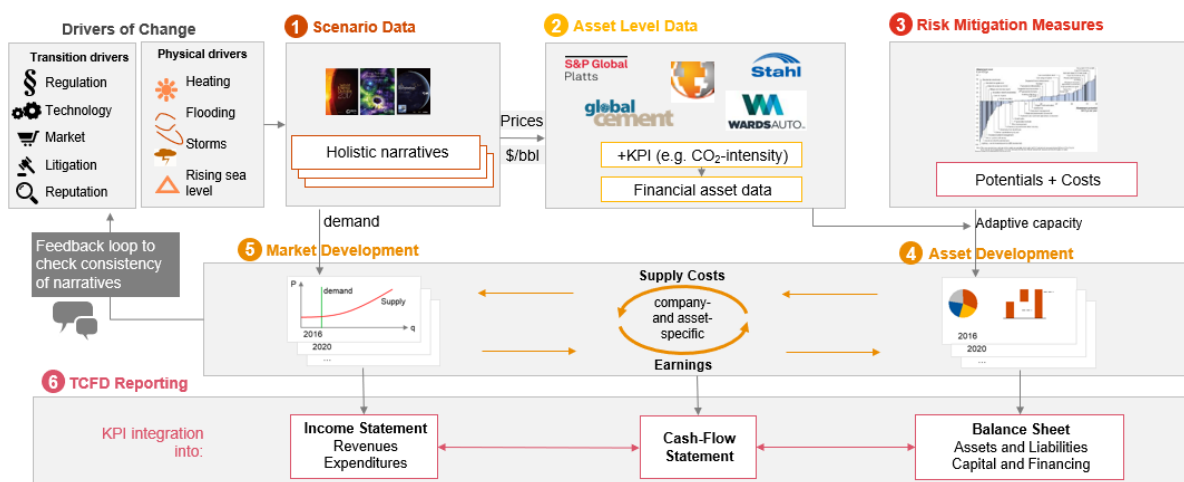 Drivers of Change
Transition drivers
Regulation
Technology
Market
Litigation
Reputation
Physical drivers
Heating
Flooding
Storms
Rising sea
level
1 Scenario Data
Holistic narratives
Prices
$/bbl
2 Asset Level Data
S&P Global
Platts
Stahl
global
cement
WARDSAUTO
+KPI (e.g. CO₂-intensity)
Financial asset data
3 Risk Mitigation Measures
Potentials + Costs
demand
Adaptive capacity
Feedback loop to
check consistency
of narratives
5 Market Development
P
demand
Supply
q
2016
2020
...
Supply Costs
company-
and asset-
specific
Earnings
4 Asset Development
2016
2020
...
6 TCFD Reporting
KPI integration
into:
Income Statement
Revenues
Expenditures
Cash-Flow
Statement
Balance Sheet
Assets and Liabilities
Capital and Financing